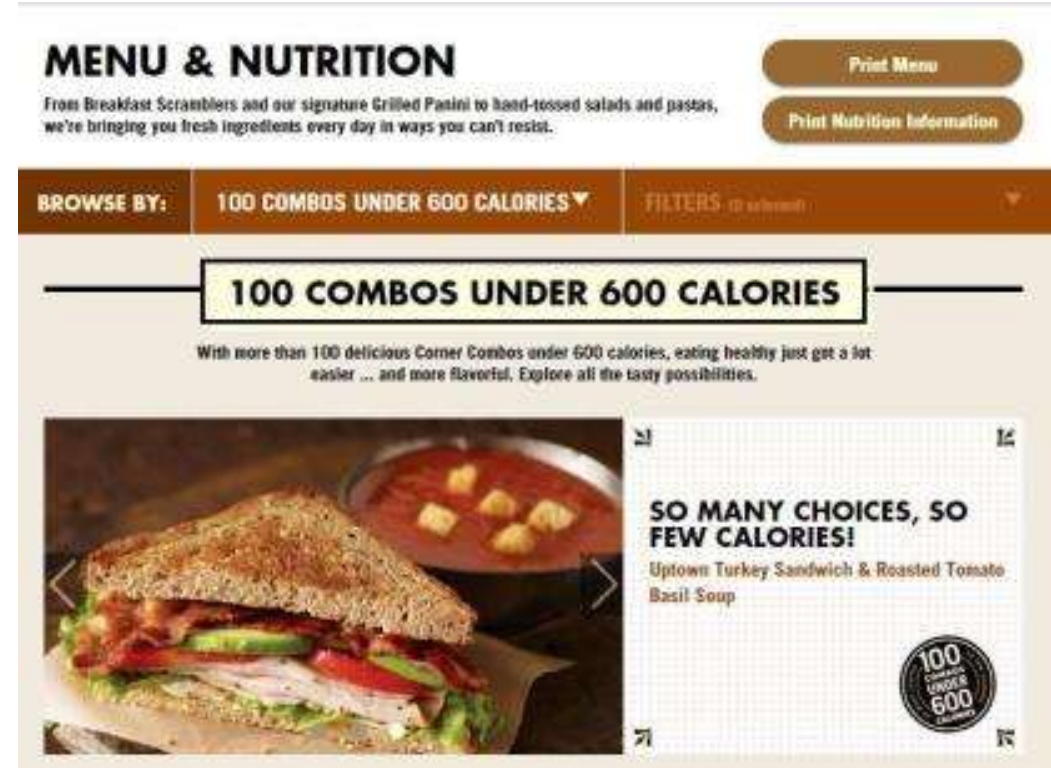 MENU & NUTRITION
From Breakfast Scramblers and our signature Grilled Panini to hand-tossed salads and pastas,
we're bringing you fresh ingredients every day in ways you can't resist.
Print Menu
Print Nutrition Information
BROWSE BY:
100 COMBOS UNDER 600 CALORIES
FILTERS (0 selected)
100 COMBOS UNDER 600 CALORIES
With more than 100 delicious Corner Combos under 600 calories, eating healthy just got a lot
easier ... and more flavorful. Explore all the tasty possibilities.
SO MANY CHOICES, SO
FEW CALORIES!
Uptown Turkey Sandwich & Roasted Tomato
Basil Soup
100
COMBOS
UNDER
600
CALORIES